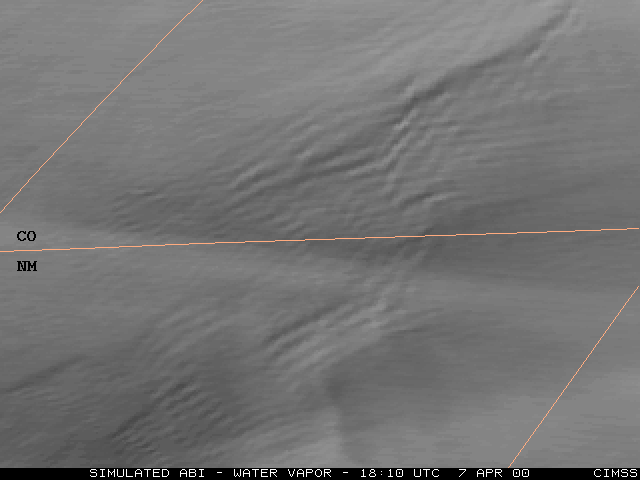 CO
NM
SIMULATED ABI - WATER VAPOR - 18:10 UTC 7 APR 00 CIMSS